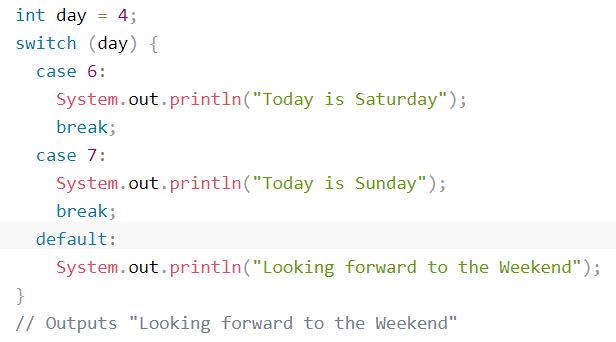 int day = 4;
switch (day) {
  case 6:
    System.out.println("Today is Saturday");
    break;
  case 7:
    System.out.println("Today is Sunday");
    break;
  default:
    System.out.println("Looking forward to the Weekend");
}
// Outputs "Looking forward to the Weekend"